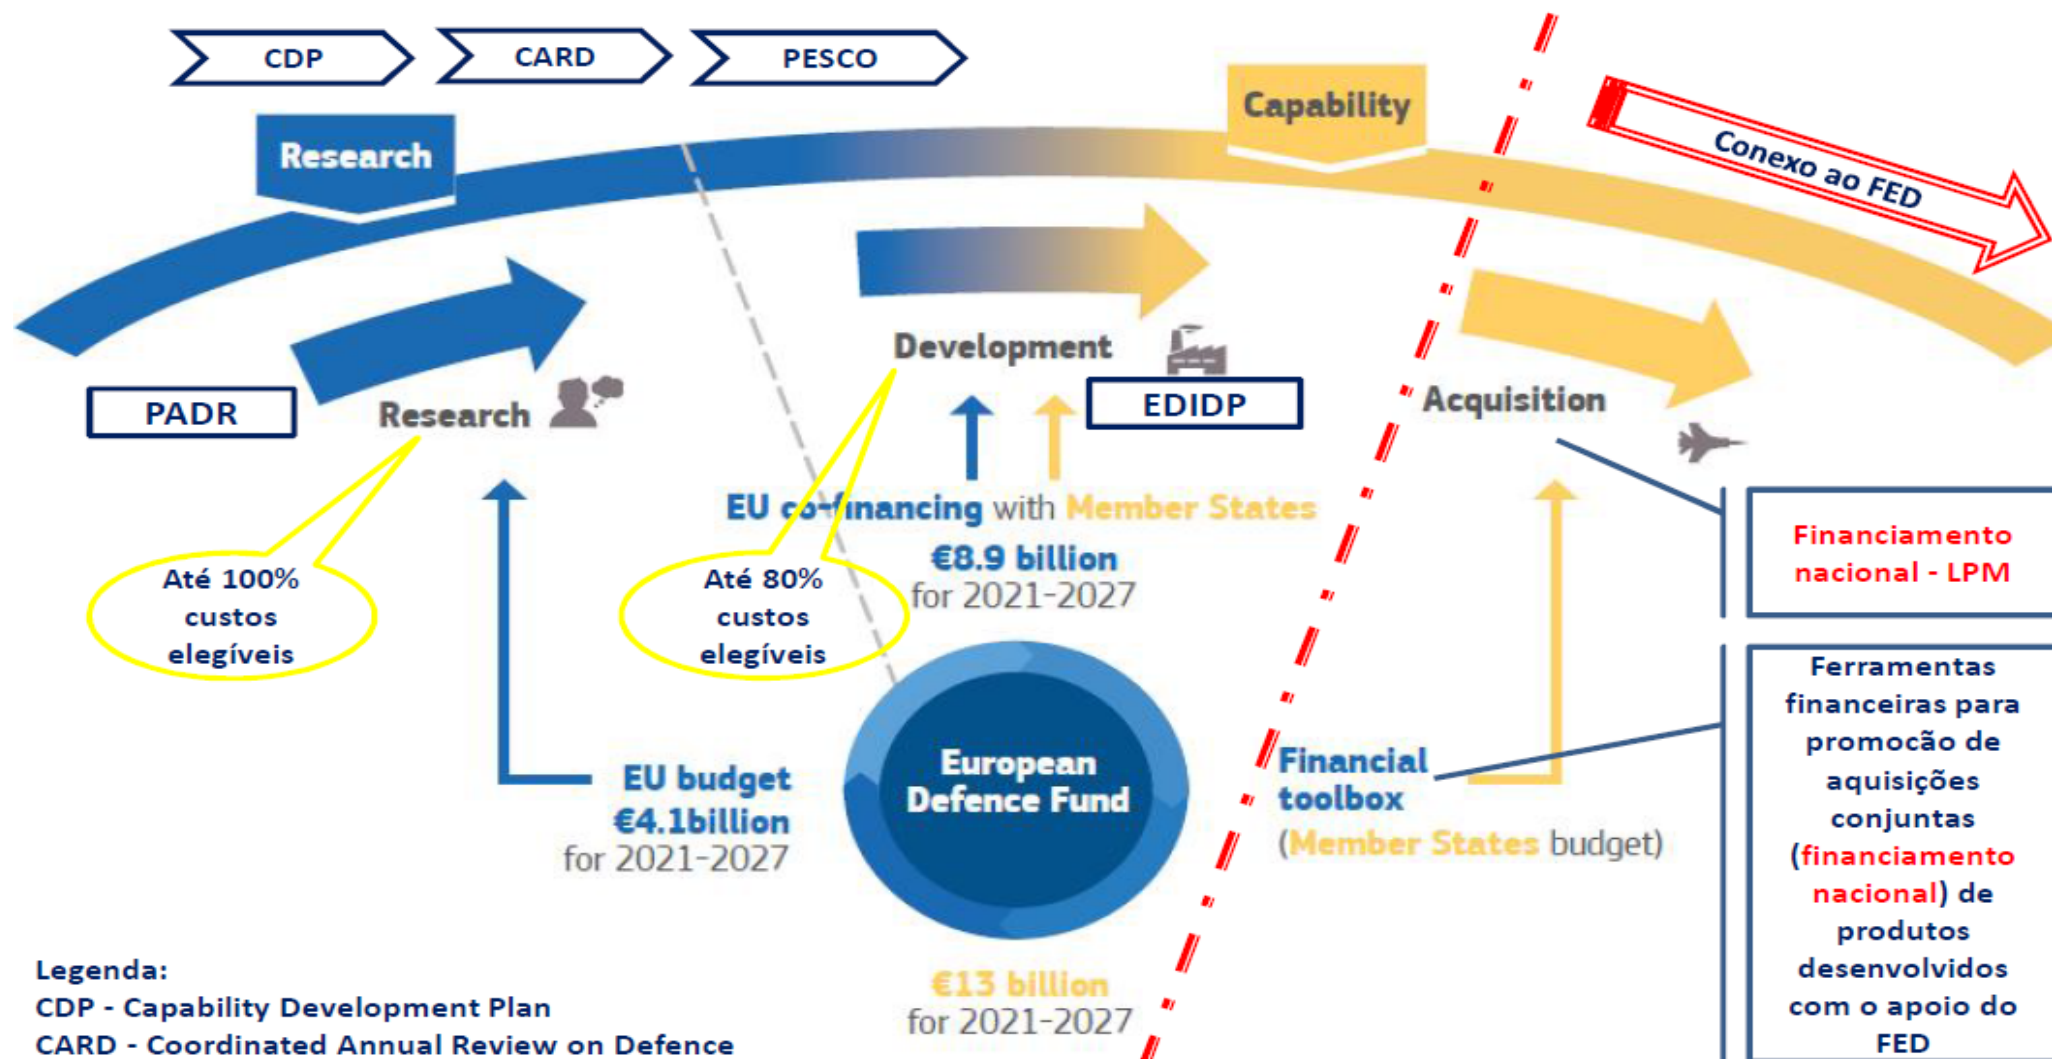 CDP
CARD
PESCO
Research
Capability
Conexo ao FED
PADR
Research
Development
EDIDP
Acquisition
EU co-financing with Member States
€8.9 billion
for 2021-2027
Até 100%
custos
elegíveis
Até 80%
custos
elegíveis
Financiamento
nacional - LPM
EU budget
€4.1billion
for 2021-2027
European
Defence Fund
€13 billion
for 2021-2027
Financial
toolbox
(Member States budget)
Ferramentas
financeiras para
promocão de
aquisições
conjuntas
(financiamento
nacional) de
produtos
desenvolvidos
com o apoio do
FED
Legenda:
CDP - Capability Development Plan
CARD - Coordinated Annual Review on Defence